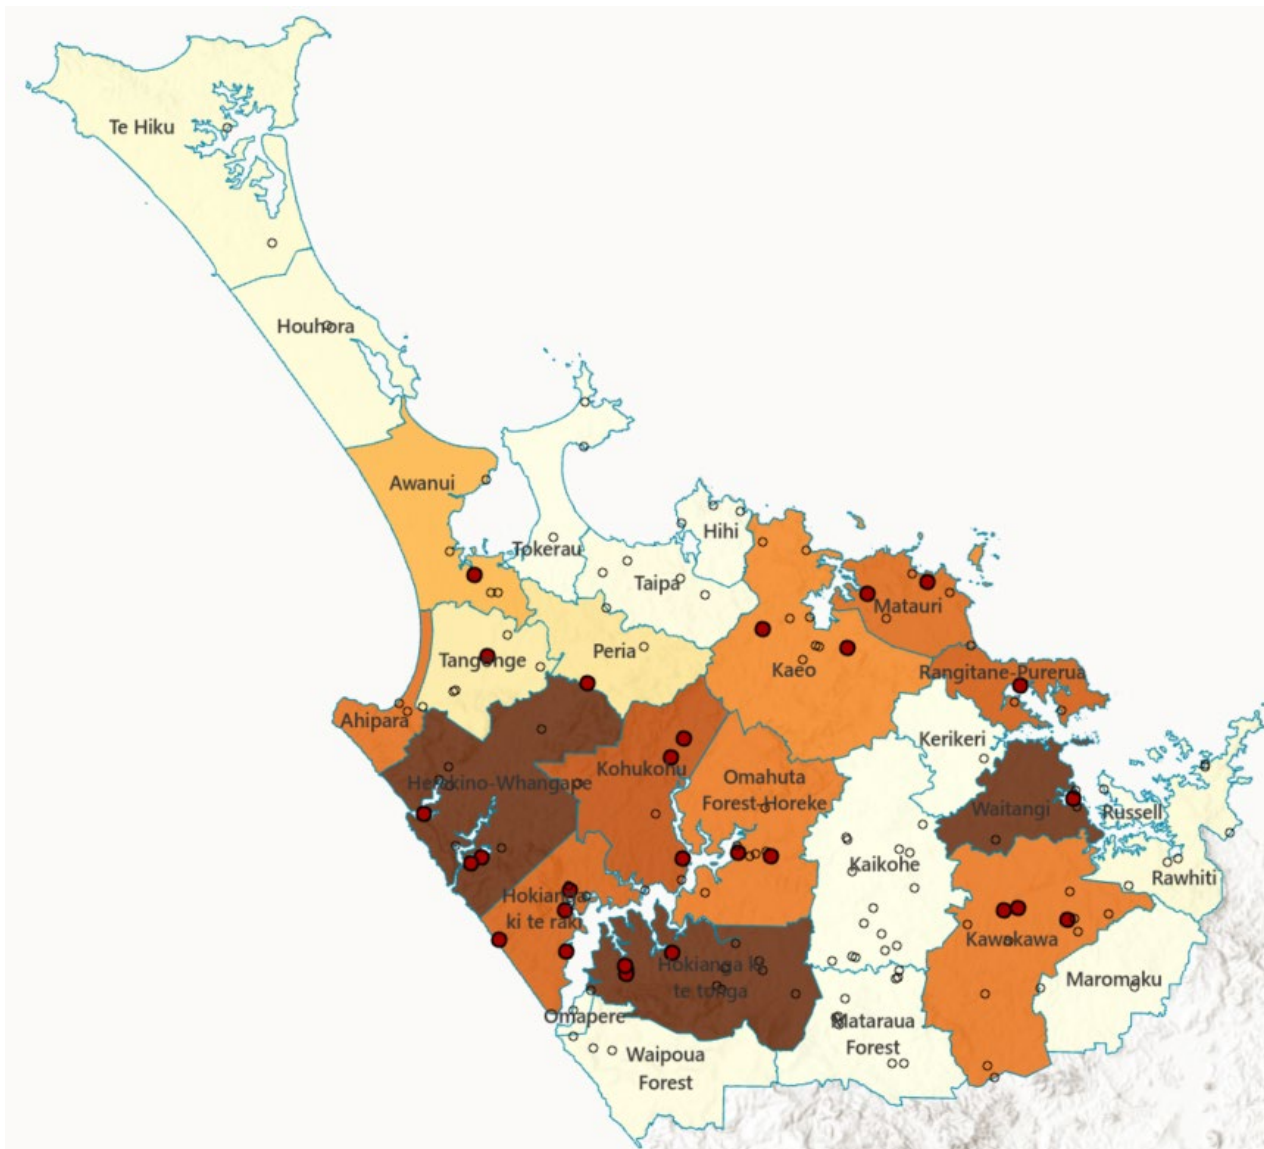 Te Hiku
Houhora
Awanui
Tokerau
Hihi
Taipa
Matauri
Tangonge
Peria
Kaeo
Rangitane-Purerua
Ahipara
Kerikeri
Kohukohu
Omahuta
Forest-Horeke
Herekino-Whangape
Waitangi
Russell
Kaikohe
Rawhiti
Hokianga
ki te raki
Kawakawa
Hokianga ki
te tonga
Maromaku
Omapere
Mataraua
Forest
Waipoua
Forest